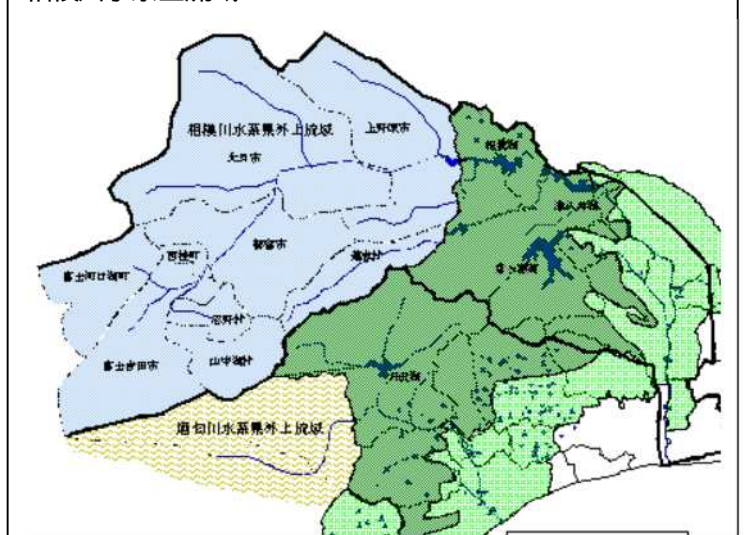 相模川水系県外上流域
上野原市
大月市
相模湖
津久井湖
都留市
道志村
西桂町
宮ヶ瀬湖
富士河口湖町
忍野村
山中湖村
富士吉田市
丹沢湖
酒匂川水系県外上流域